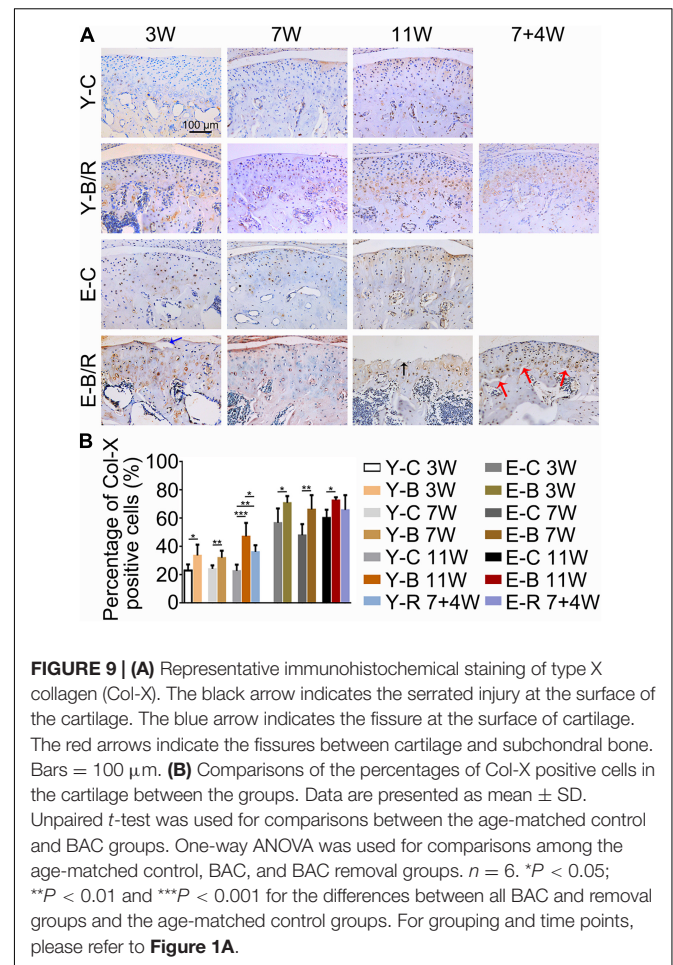 A 3W 7W 11W 7+4W
Y-C
100 μm
Y-B/R
E-C
E-B/R
B
Percentage of Col-X
positive cells (%)
100
80
60
40
20
0
* ** *** ** * * ** *
Y-C 3W E-C 3W
Y-B 3W E-B 3W
Y-C 7W E-C 7W
Y-B 7W E-B 7W
Y-C 11W E-C 11W
Y-B 11W E-B 11W
Y-R 7+4W E-R 7+4W
FIGURE 9 | (A) Representative immunohistochemical staining of type X
collagen (Col-X). The black arrow indicates the serrated injury at the surface of
the cartilage. The blue arrow indicates the fissure at the surface of cartilage.
The red arrows indicate the fissures between cartilage and subchondral bone.
Bars = 100 μm. (B) Comparisons of the percentages of Col-X positive cells in
the cartilage between the groups. Data are presented as mean ± SD.
Unpaired t-test was used for comparisons between the age-matched control
and BAC groups. One-way ANOVA was used for comparisons among the
age-matched control, BAC, and BAC removal groups. n = 6. *P < 0.05;
**P < 0.01 and ***P < 0.001 for the differences between all BAC and removal
groups and the age-matched control groups. For grouping and time points,
please refer to Figure 1A.